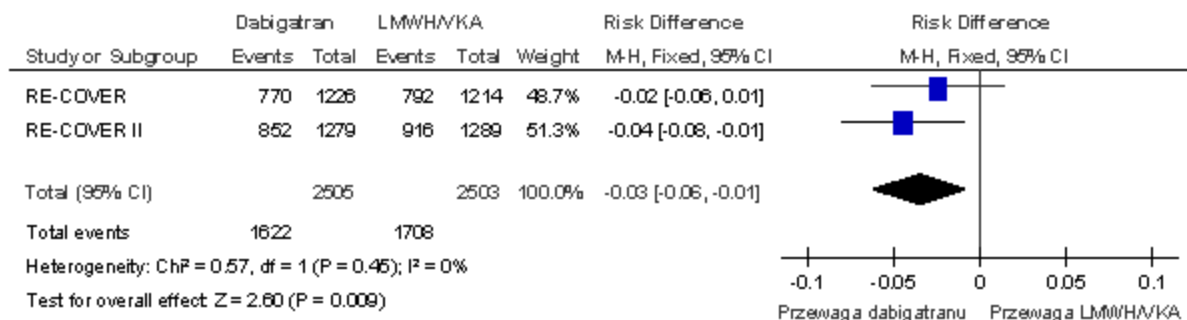 Dabigatran LMWH/VKA Risk Difference Risk Difference
Study or Subgroup Events Total Events Total Weight M-H, Fixed, 95% CI M-H, Fixed, 95% CI
RE-COVER 770 1226 792 1214 48.7% -0.02 [-0.06, 0.01]
RE-COVER II 852 1279 916 1289 51.3% -0.04 [-0.08, -0.01]
Total (95% CI) 2505 2503 100.0% -0.03 [-0.06, -0.01]
Total events 1622 1708
Heterogeneity: Chi² = 0.57, df = 1 (P = 0.45); I² = 0%
Test for overall effect: Z = 2.60 (P = 0.009)
-0.1 -0.05 0 0.05 0.1
Przewaga dabigatranu Przewaga LMWH/VKA